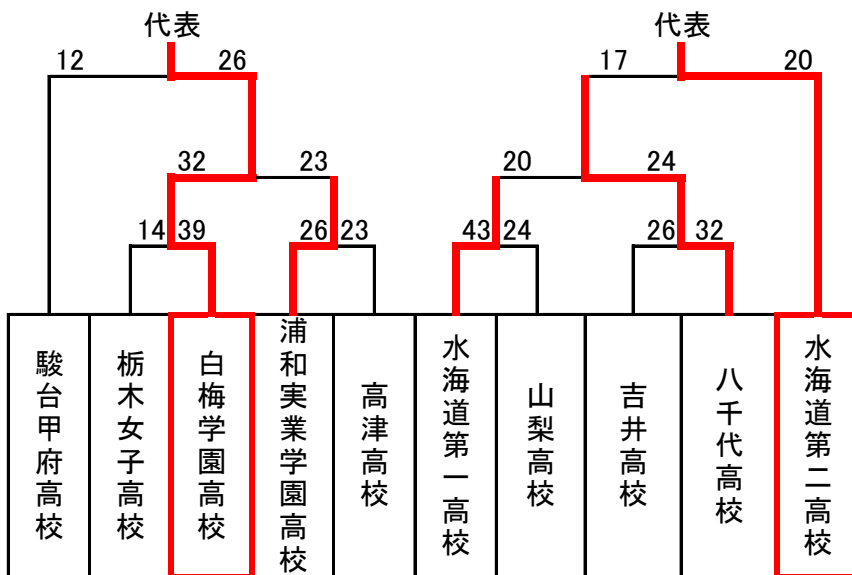 代表
代表
12
26
17
20
32
23
20
24
14
39
26
23
43
24
26
32
駿台甲府高校
栃木女子高校
白梅学園高校
浦和実業学園高校
高津高校
水海道第一高校
山梨高校
吉井高校
八千代高校
水海道第二高校